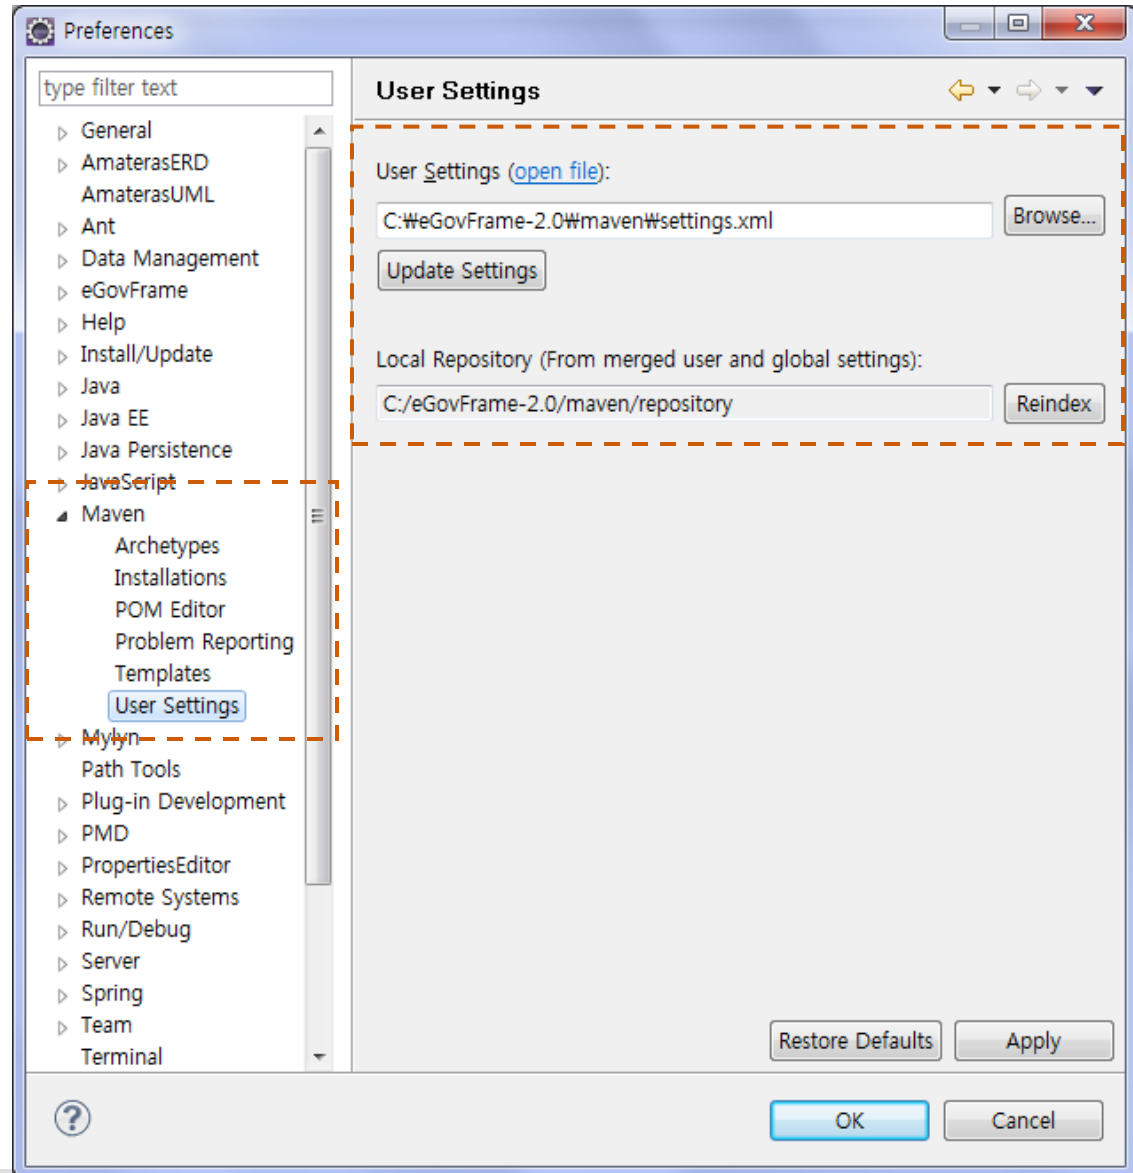 Preferences
type filter text
General
AmaterasERD
AmaterasUML
Ant
Data Management
eGovFrame
Help
Install/Update
Java
Java EE
Java Persistence
JavaScript
Maven
Archetypes
Installations
POM Editor
Problem Reporting
Templates
User Settings
Mylyn
Path Tools
Plug-in Development
PMD
PropertiesEditor
Remote Systems
Run/Debug
Server
Spring
Team
Terminal
User Settings
User Settings (open file):
C:₩eGovFrame-2.0₩maven₩settings.xml
Browse...
Update Settings
Local Repository (From merged user and global settings):
C:/eGovFrame-2.0/maven/repository
Reindex
Restore Defaults
Apply
OK
Cancel